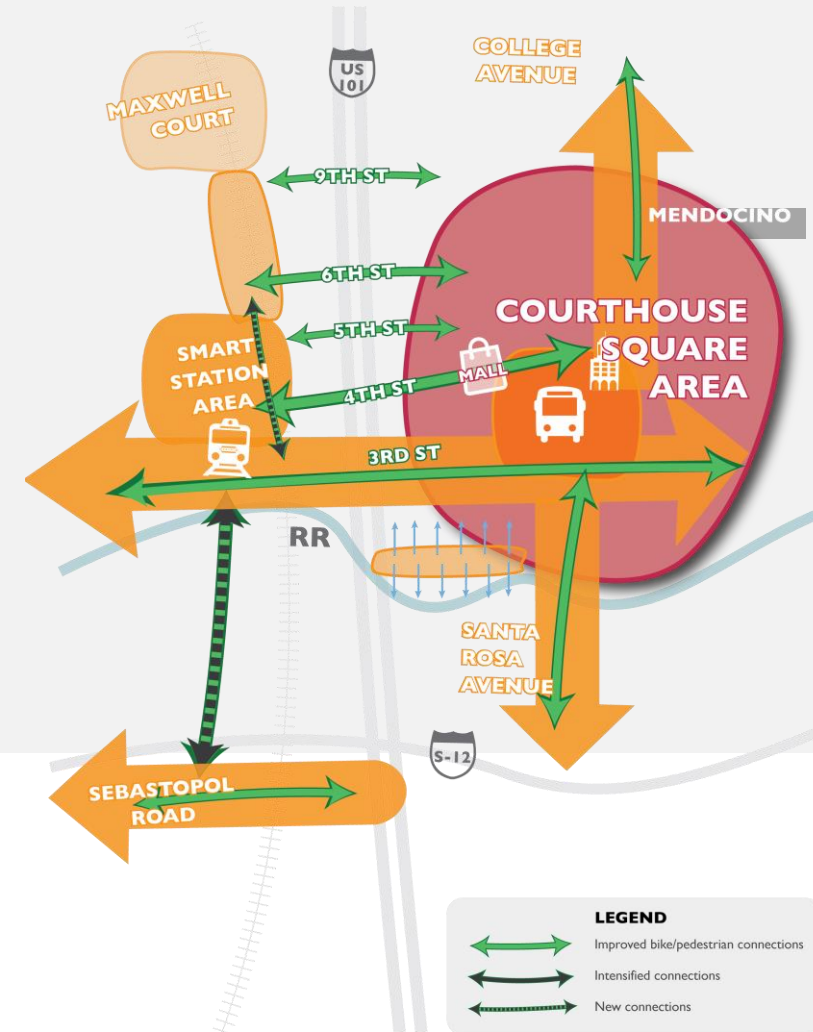 COLLEGE
AVENUE
US
101
MAXWELL
COURT
9TH ST
MENDOCINO
6TH ST
COURTHOUSE
SQUARE
AREA
5TH ST
SMART
STATION
AREA
MALL
4TH ST
3RD ST
RR
SANTA
ROSA
AVENUE
S-12
SEBASTOPOL
ROAD
LEGEND
Improved bike/pedestrian connections
Intensified connections
New connections